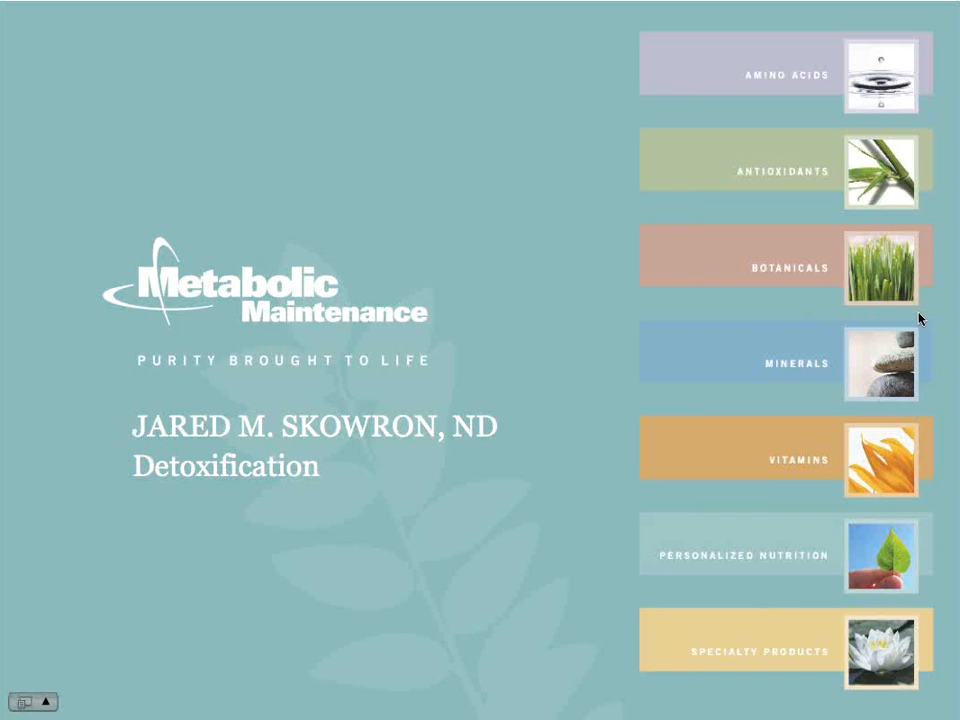 Metabolic
Maintenance
PURITY BROUGHT TO LIFE
JARED M. SKOWRON, ND
Detoxification
AMINO ACIDS
ANTIOXIDANTS
BOTANICALS
MINERALS
VITAMINS
PERSONALIZED NUTRITION
SPECIALTY PRODUCTS